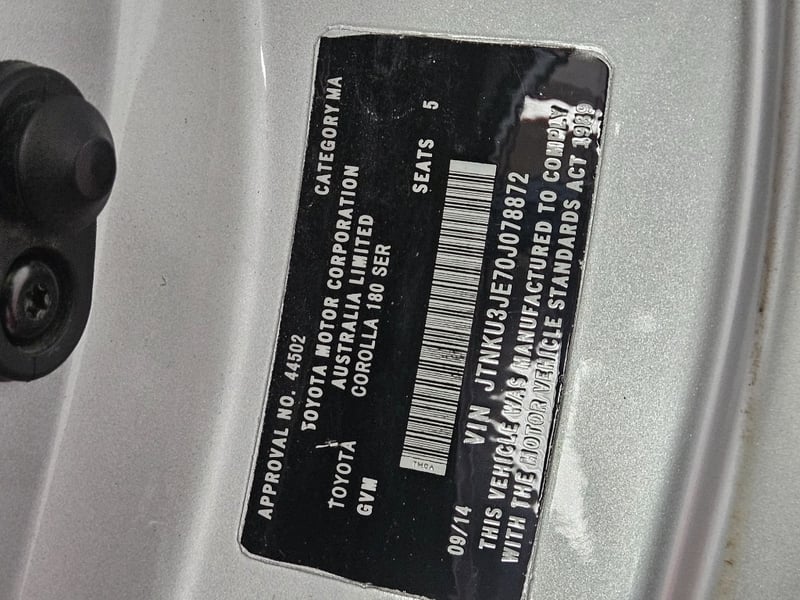 APPROVAL NO. 44502 CATEGORY MA
TOYOTA MOTOR CORPORATION
AUSTRALIA LIMITED
TOYOTA COROLLA 180 SER
GVM SEATS 5
TMCA
09/14 VIN JTNKU3JE70J078872
THIS VEHICLE WAS MANUFACTURED TO COMPLY
WITH THE MOTOR VEHICLE STANDARDS ACT 1989